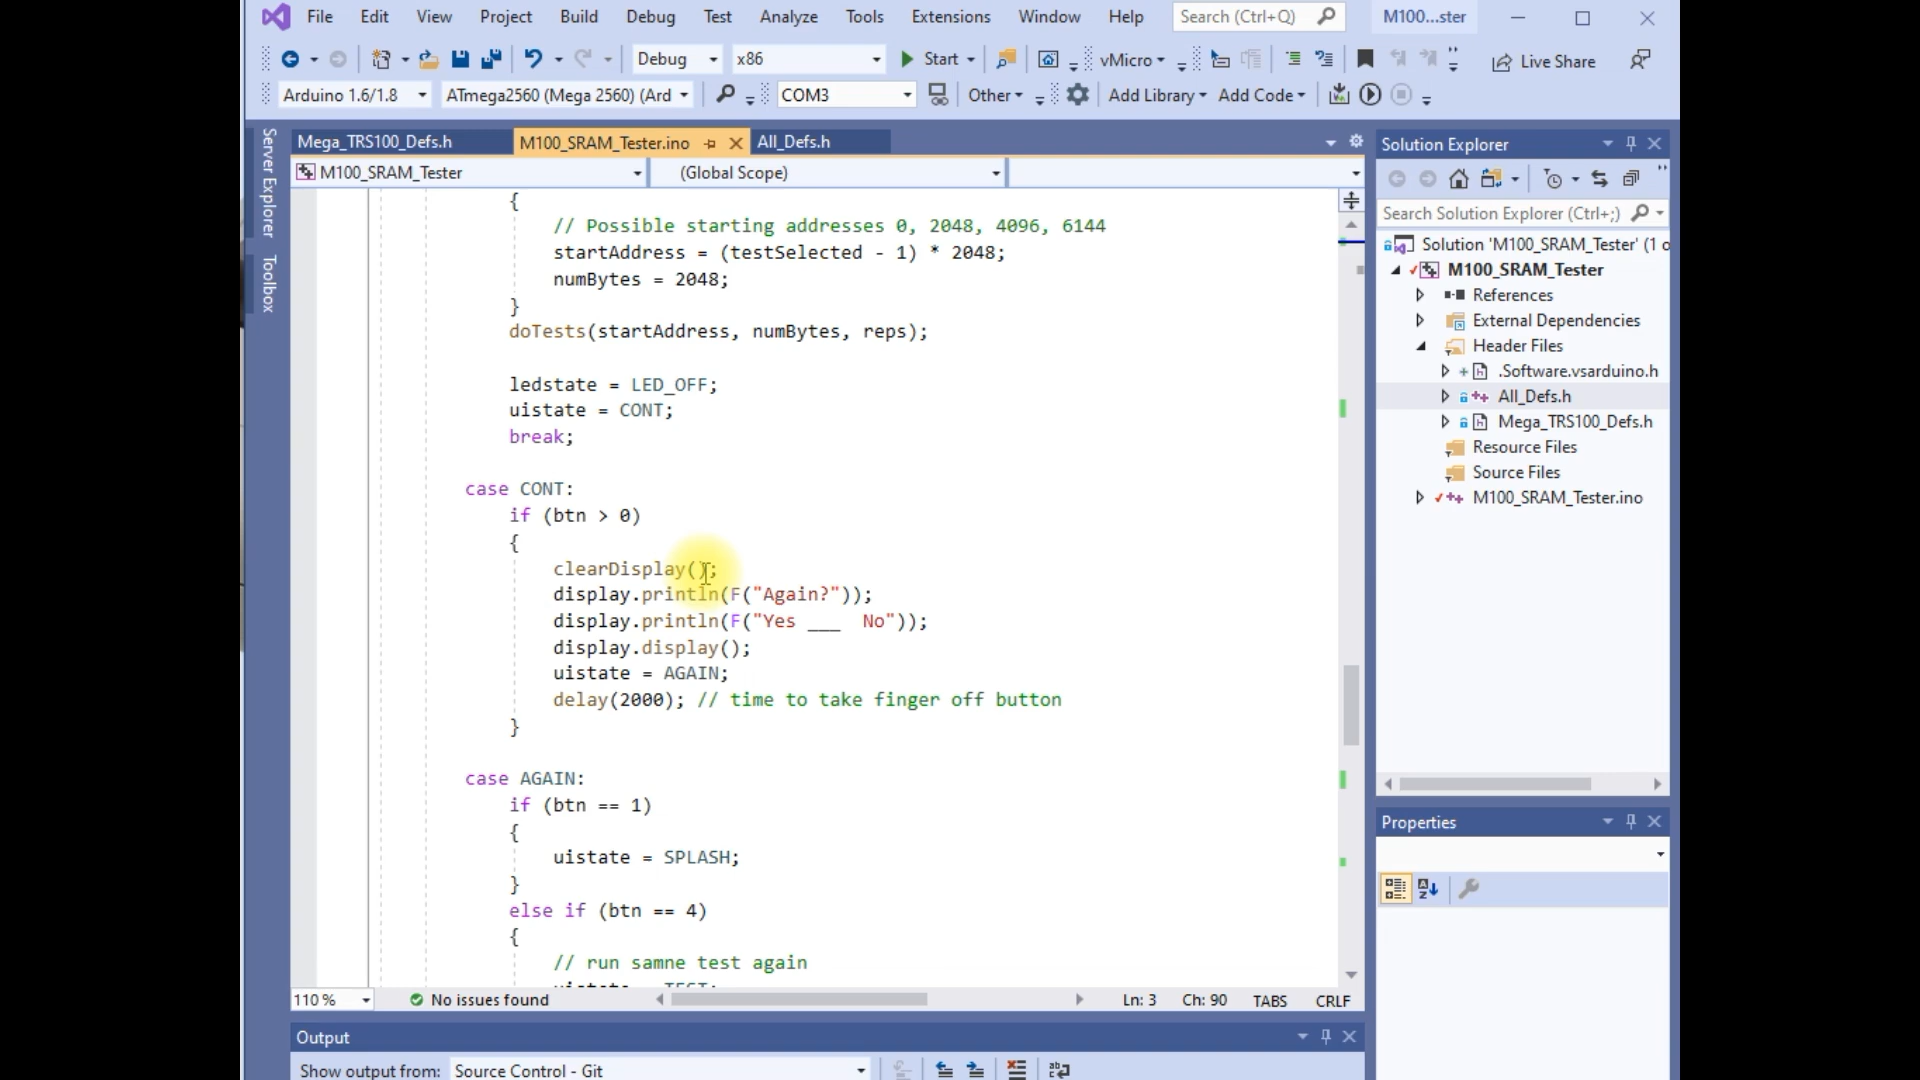 File Edit View Project Build Debug Test Analyze Tools Extensions Window Help Search (Ctrl+Q) M100...ster
Debug x86 Start vMicro Live Share
Arduino 1.6/1.8 ATmega2560 (Mega 2560) (Ard COM3 Other Add Library Add Code
Server Explorer
Toolbox
Mega_TRS100_Defs.h M100_SRAM_Tester.ino All_Defs.h
M100_SRAM_Tester (Global Scope)
{
// Possible starting addresses 0, 2048, 4096, 6144
startAddress = (testSelected - 1) * 2048;
numBytes = 2048;
}
doTests(startAddress, numBytes, reps);
ledstate = LED_OFF;
uistate = CONT;
break;
case CONT:
if (btn > 0)
{
clearDisplay();
display.println(F("Again?"));
display.println(F("Yes ___  No"));
display.display();
uistate = AGAIN;
delay(2000); // time to take finger off button
}
case AGAIN:
if (btn == 1)
{
uistate = SPLASH;
}
else if (btn == 4)
{
// run samne test again
uistate = TEST;
110 % No issues found Ln: 3 Ch: 90 TABS CRLF
Output
Show output from: Source Control - Git
Solution Explorer
Search Solution Explorer (Ctrl+;)
Solution 'M100_SRAM_Tester' (1 o
M100_SRAM_Tester
References
External Dependencies
Header Files
.Software.vsarduino.h
All_Defs.h
Mega_TRS100_Defs.h
Resource Files
Source Files
M100_SRAM_Tester.ino
Properties